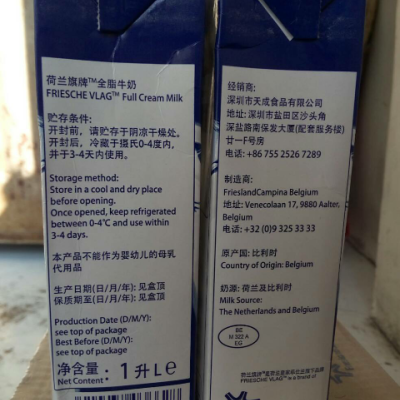 荷兰旗牌™全脂牛奶
FRIESCHE VLAG™ Full Cream Milk
贮存条件:
开封前,请贮存于阴凉干燥处。
开封后,冷藏于摄氏0-4度内,
并于3-4天内使用。
Storage method:
Store in a cool and dry place
before opening.
Once opened, keep refrigerated
between 0-4℃ and use within
3-4 days.
本产品不能作为婴幼儿的母乳
代用品
生产日期(日/月/年): 见盒顶
保质期至(日/月/年): 见盒顶
Production Date (D/M/Y):
see top of package
Best Before (D/M/Y):
see top of package
净含量·
Net Content *
1 升 L e
经销商:
深圳市天成食品有限公司
地址: 深圳市盐田区沙头角
深盐路南保发大厦(配套服务楼)
廿一F号房
电话: +86 755 2526 7289
制造商:
FrieslandCampina Belgium
地址: Venecolaan 17, 9880 Aalter,
Belgium
电话: +32 (0)9 325 33 33
原产国: 比利时
Country of Origin: Belgium
奶源: 荷兰及比利时
Milk Source:
The Netherlands and Belgium
BE
M 322 A
EG
FRIESCHE VLAG™ is a brand of